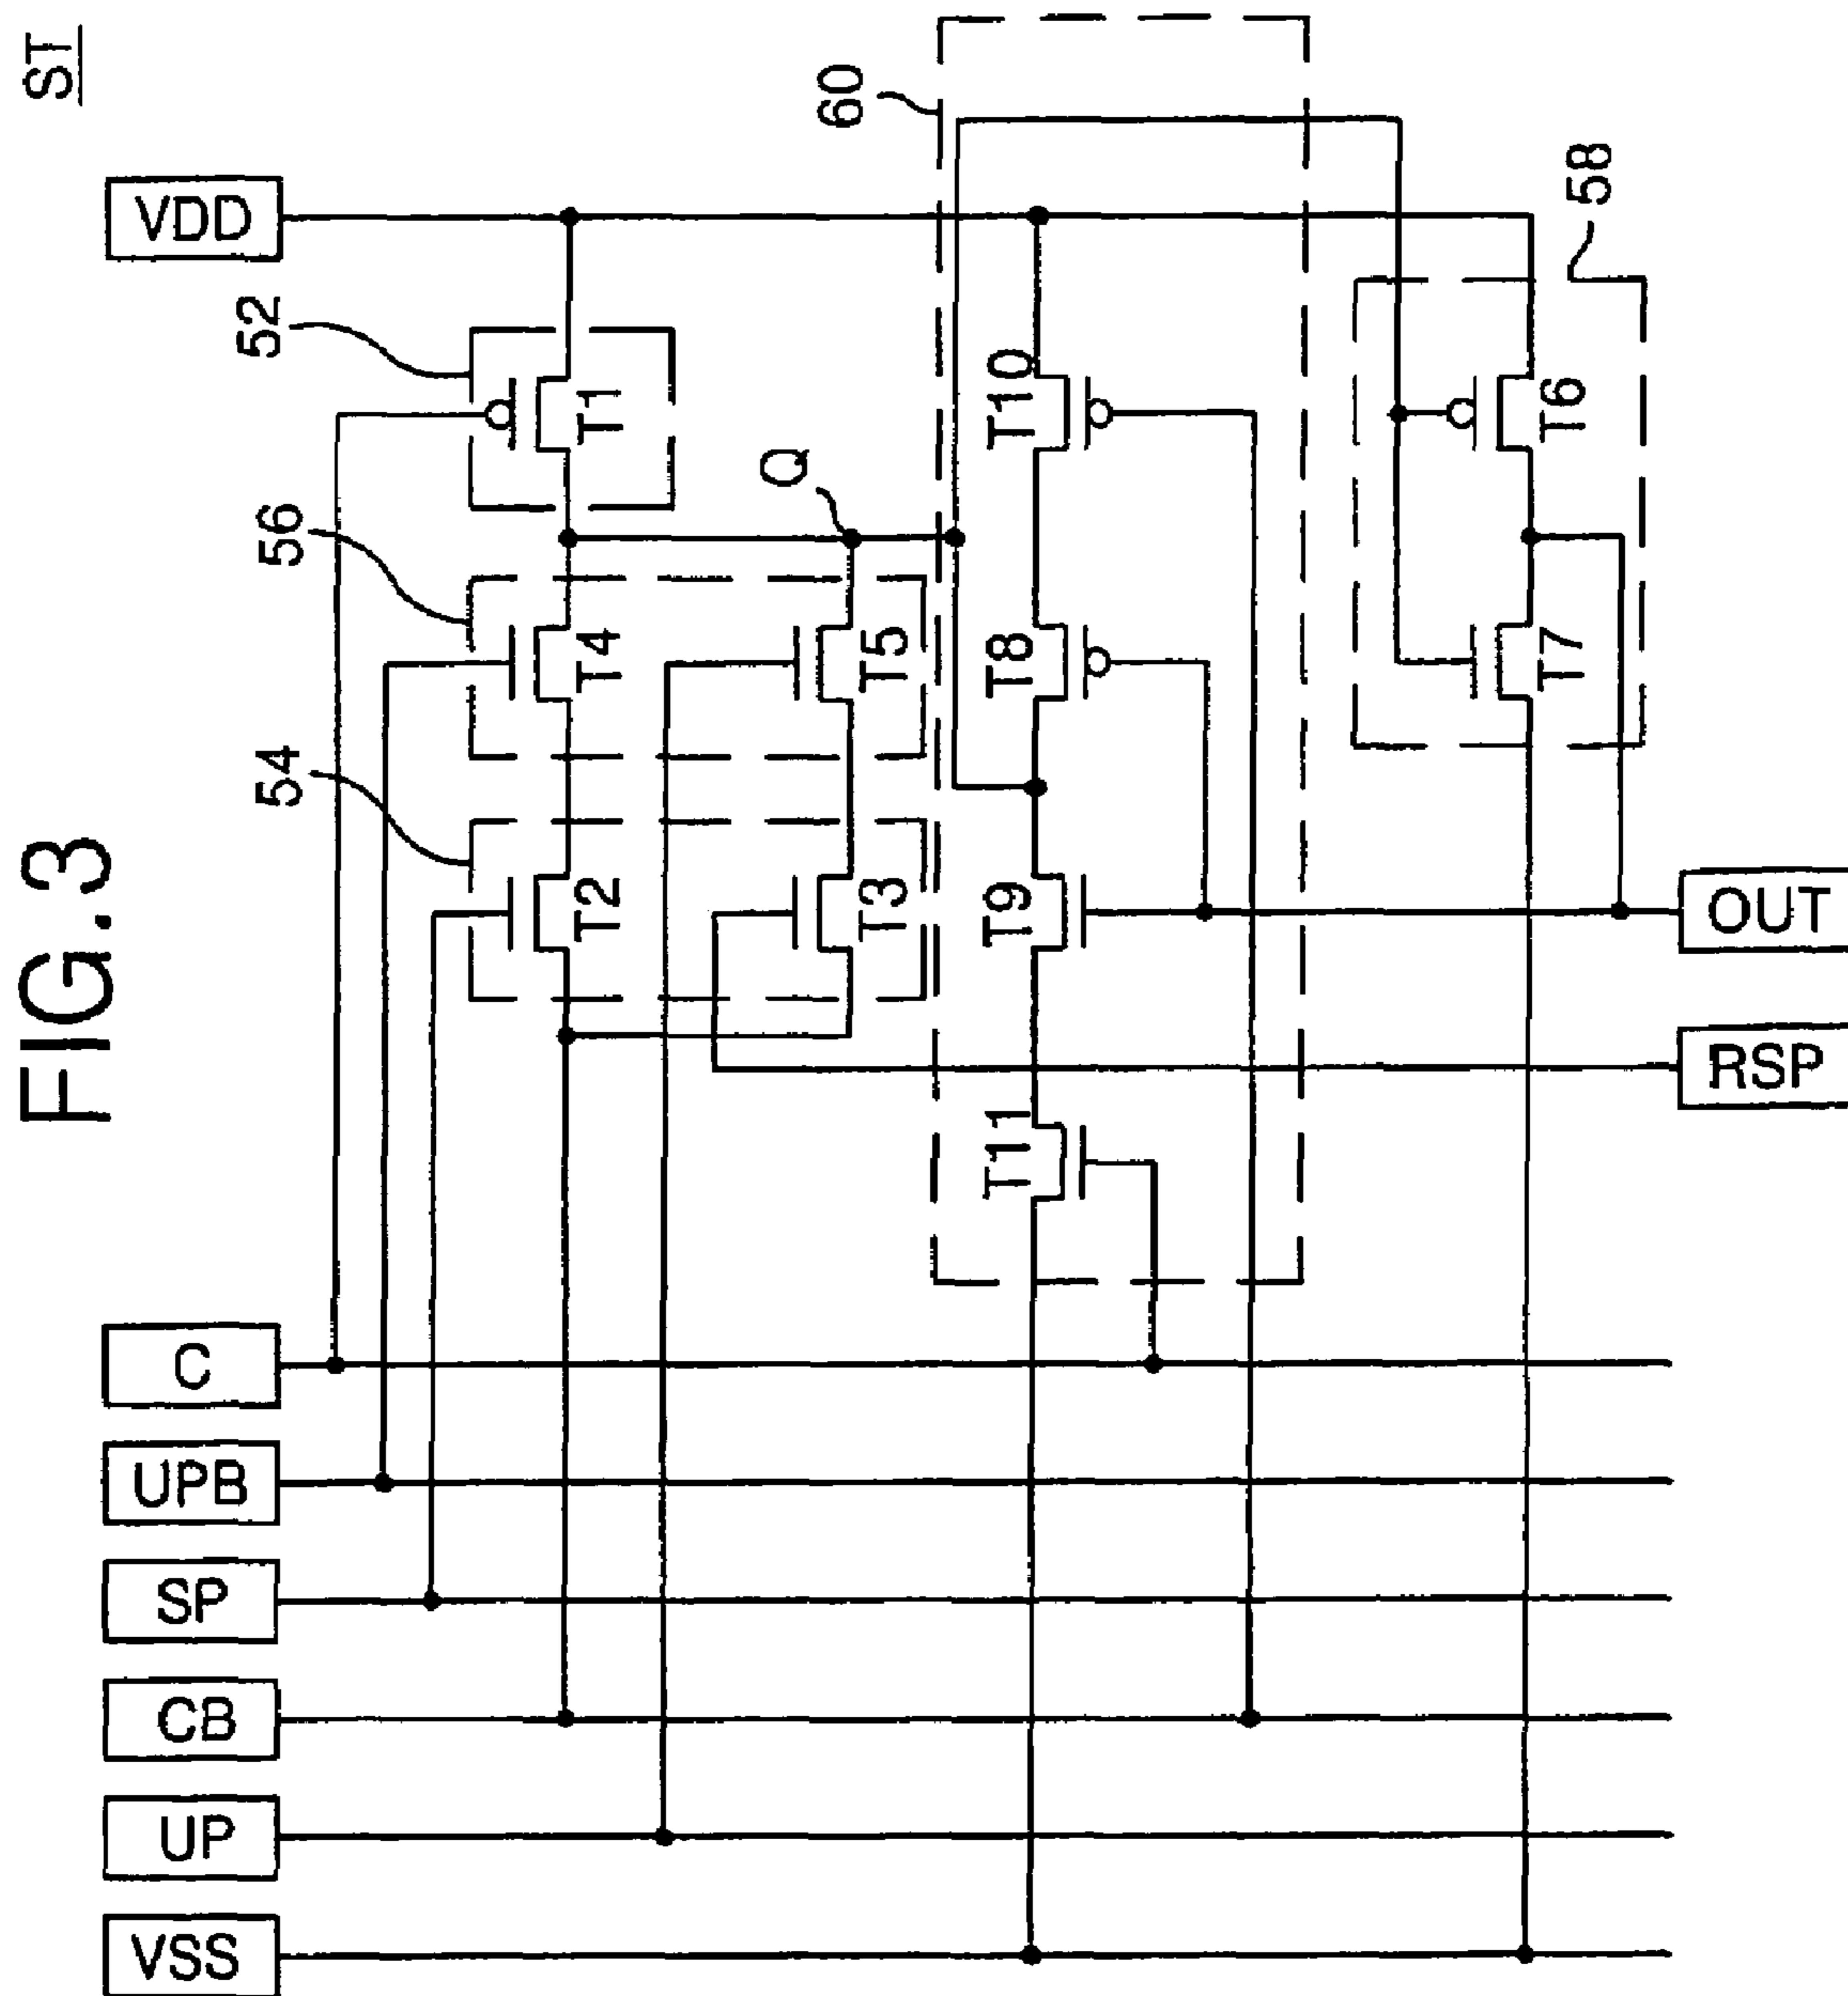 FIG.3
ST
VDD
C
UPB
SP
CB
UP
VSS
52
56
54
T1
T4
T2
Q
T5
T3
60
T10
T8
T9
T11
58
T6
T7
OUT
RSP